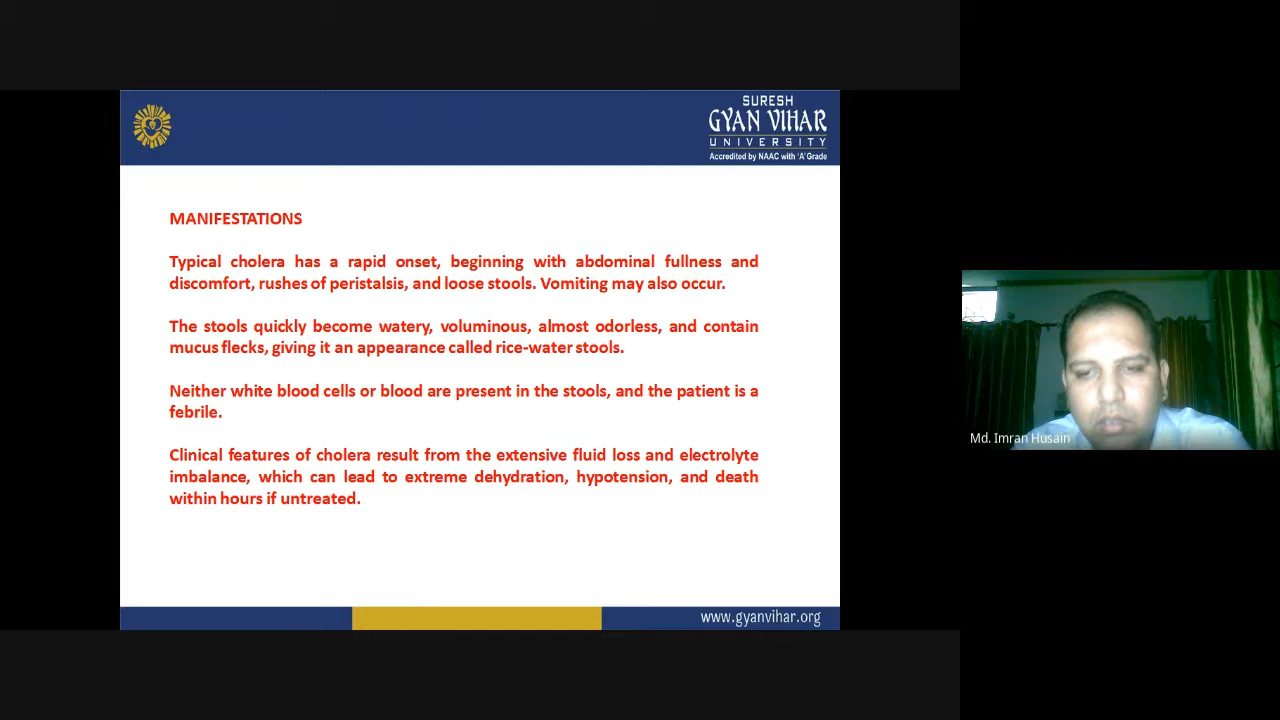 SURESH
GYAN VIHAR
UNIVERSITY
Accredited by NAAC with 'A' Grade
MANIFESTATIONS
Typical cholera has a rapid onset, beginning with abdominal fullness and
discomfort, rushes of peristalsis, and loose stools. Vomiting may also occur.
The stools quickly become watery, voluminous, almost odorless, and contain
mucus flecks, giving it an appearance called rice-water stools.
Neither white blood cells or blood are present in the stools, and the patient is a
febrile.
Clinical features of cholera result from the extensive fluid loss and electrolyte
imbalance, which can lead to extreme dehydration, hypotension, and death
within hours if untreated.
www.gyanvihar.org
Md. Imran Husain